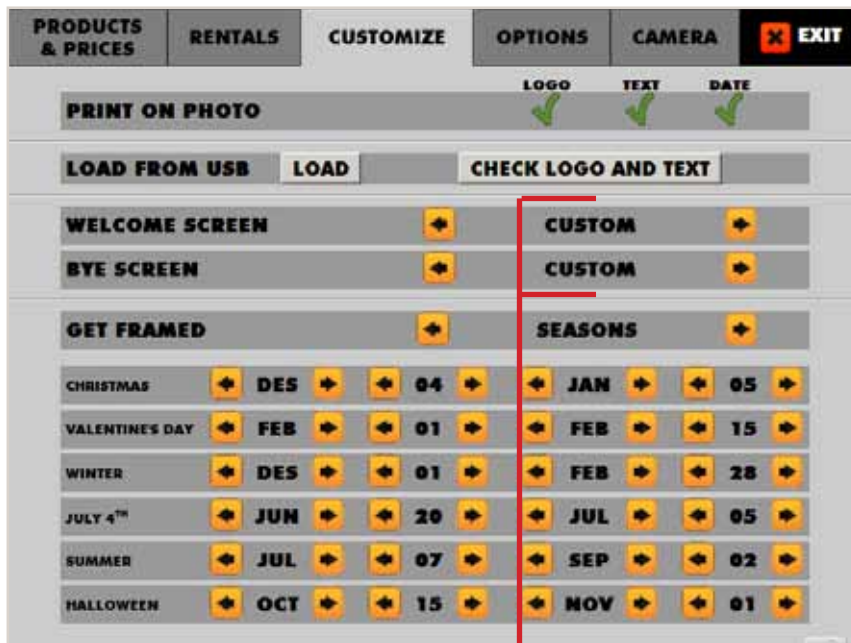 PRODUCTS & PRICES RENTALS CUSTOMIZE OPTIONS CAMERA EXIT
LOGO TEXT DATE
PRINT ON PHOTO
LOAD FROM USB LOAD CHECK LOGO AND TEXT
WELCOME SCREEN CUSTOM
BYE SCREEN CUSTOM
GET FRAMED SEASONS
CHRISTMAS DES 04 JAN 05
VALENTINE'S DAY FEB 01 FEB 15
WINTER DES 01 FEB 28
JULY 4TH JUN 20 JUL 05
SUMMER JUL 07 SEP 02
HALLOWEEN OCT 15 NOV 01